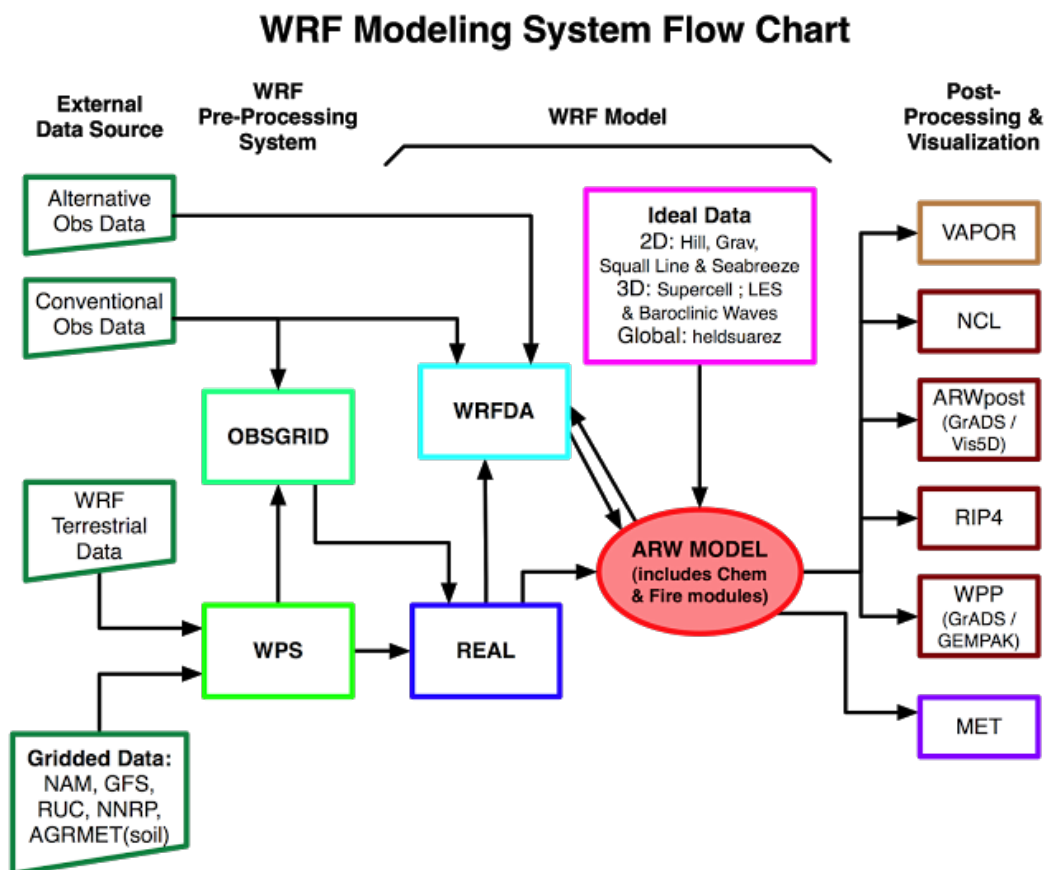 WRF Modeling System Flow Chart
External
Data Source
WRF
Pre-Processing
System
WRF Model
Post-
Processing &
Visualization
Alternative
Obs Data
Conventional
Obs Data
WRF
Terrestrial
Data
Gridded Data:
NAM, GFS,
RUC, NNRP,
AGRMET(soil)
OBSGRID
WPS
WRFDA
REAL
Ideal Data
2D: Hill, Grav,
Squall Line & Seabreeze
3D: Supercell ; LES
& Baroclinic Waves
Global: heldsuarez
ARW MODEL
(includes Chem
& Fire modules)
VAPOR
NCL
ARWpost
(GrADS /
Vis5D)
RIP4
WPP
(GrADS /
GEMPAK)
MET